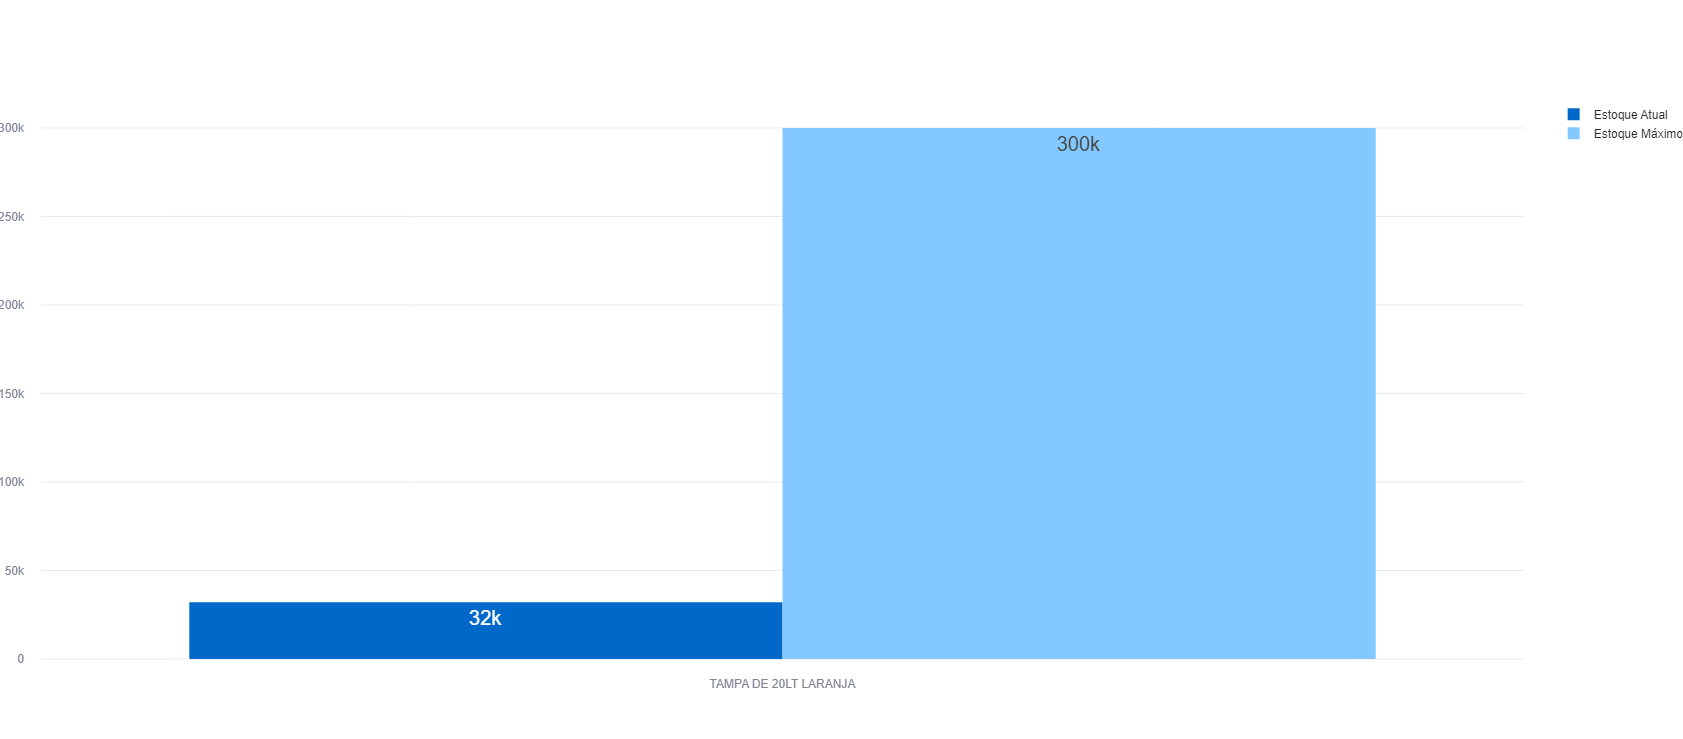 Estoque Atual
Estoque Máximo
300k
250k
200k
150k
100k
50k
0
300k
32k
TAMPA DE 20LT LARANJA